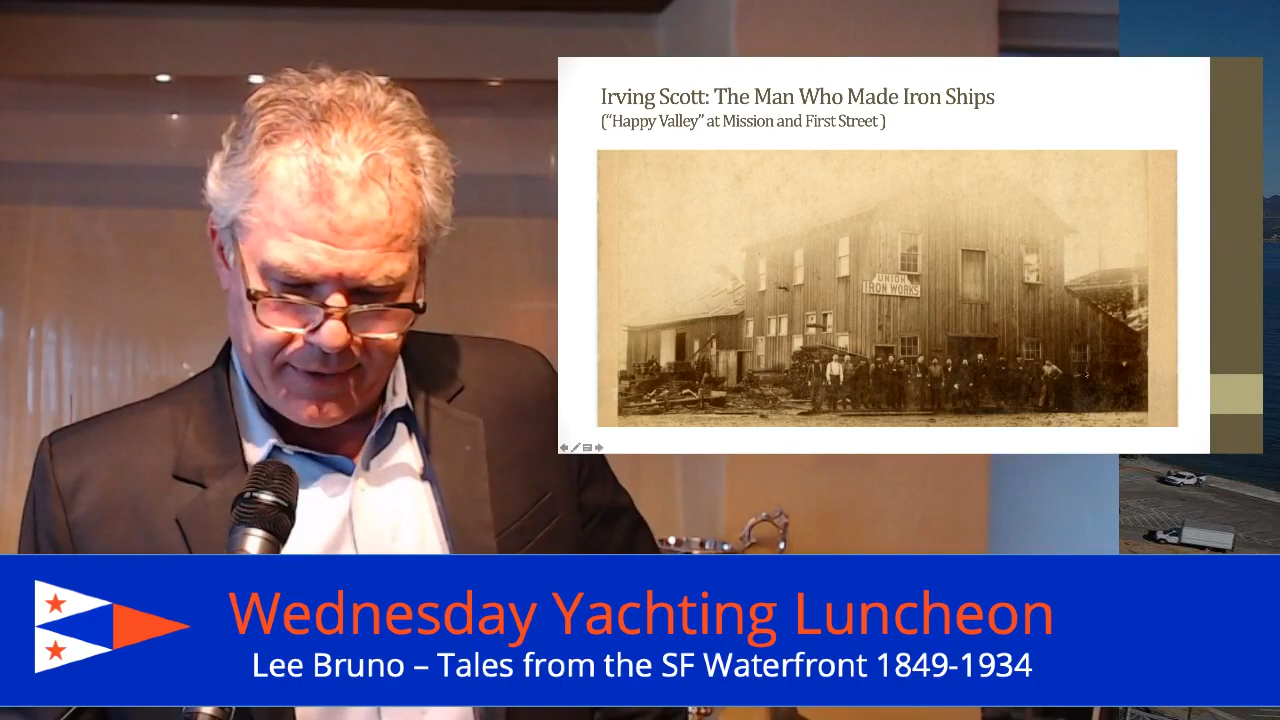 Irving Scott: The Man Who Made Iron Ships
(“Happy Valley” at Mission and First Street )
UNION
IRON WORKS
Wednesday Yachting Luncheon
Lee Bruno – Tales from the SF Waterfront 1849-1934